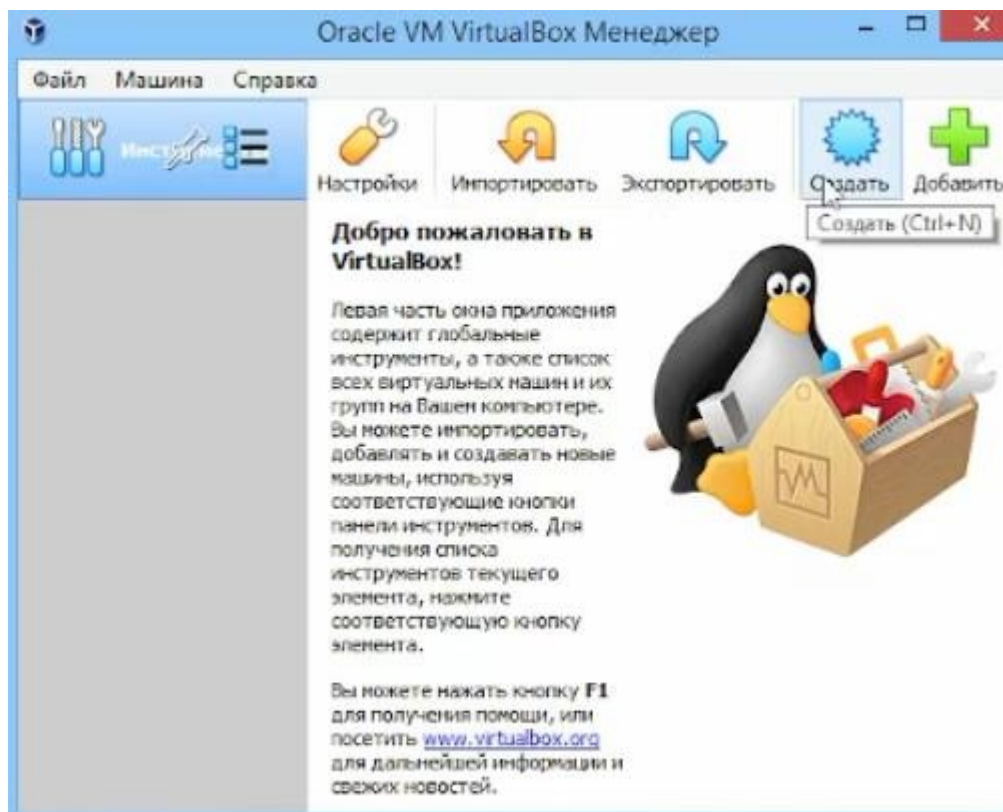 Oracle VM VirtualBox Менеджер
Файл Машина Справка
Настройки Импортировать Экспортировать Создать Добавить
Создать (Ctrl+N)
Добро пожаловать в
VirtualBox!
Левая часть окна приложения
содержит глобальные
инструменты, а также список
всех виртуальных машин и их
групп на Вашем компьютере.
Вы можете импортировать,
добавлять и создавать новые
машины, используя
соответствующие кнопки
панели инструментов. Для
получения списка
инструментов текущего
элемента, нажмите
соответствующую кнопку
элемента.
Вы можете нажать кнопку F1
для получения помощи, или
посетить www.virtualbox.org
для дальнейшей информации и
свежих новостей.